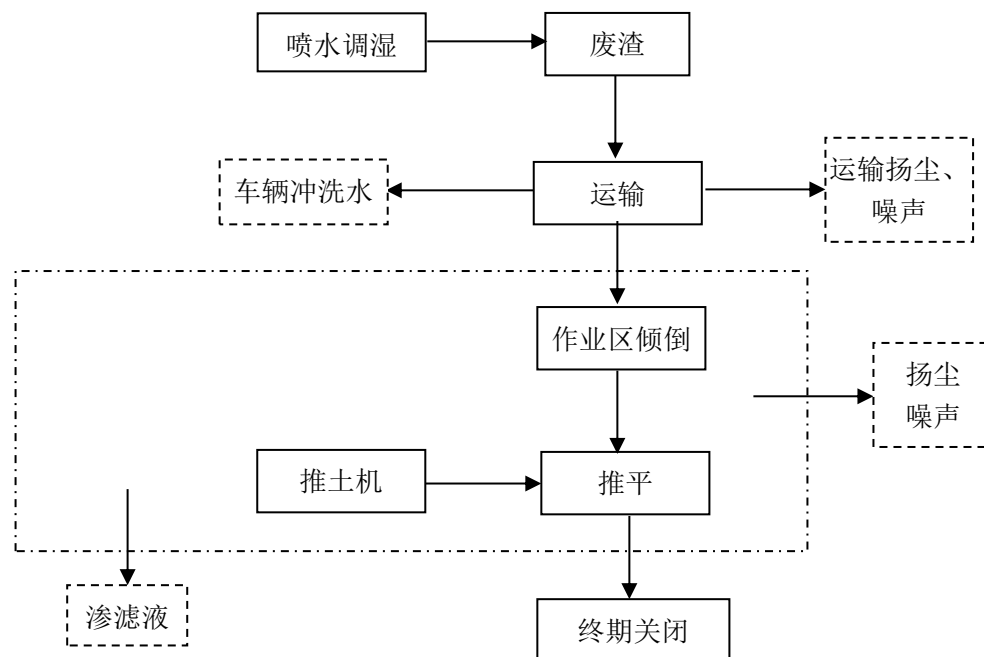 喷水调湿
废渣
车辆冲洗水
运输
运输扬尘、
噪声
作业区倾倒
扬尘
噪声
推土机
推平
渗滤液
终期关闭